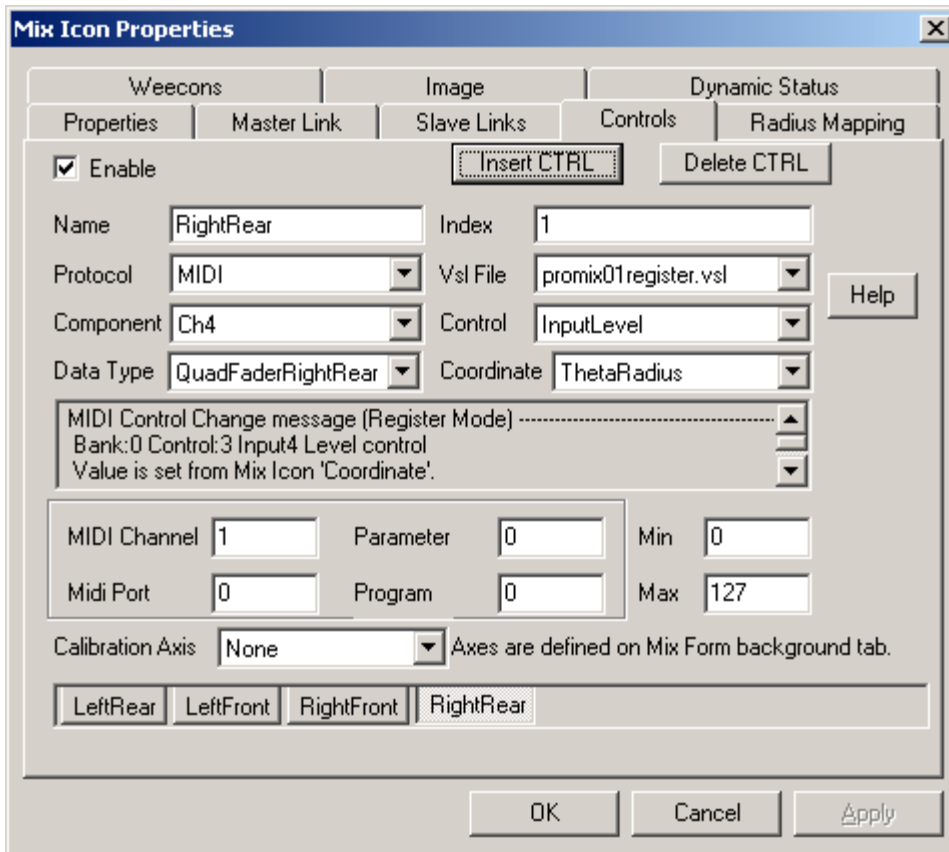 Mix Icon Properties
Weecons Image Dynamic Status
Properties Master Link Slave Links Controls Radius Mapping
Enable Insert CTRL Delete CTRL
Name RightRear Index 1
Protocol MIDI Vsl File promix01register.vsl
Help
Component Ch4 Control InputLevel
Data Type QuadFaderRightRear Coordinate ThetaRadius
MIDI Control Change message (Register Mode) --------------------------------
Bank:0 Control:3 Input4 Level control
Value is set from Mix Icon 'Coordinate'.
MIDI Channel 1 Parameter 0 Min 0
Midi Port 0 Program 0 Max 127
Calibration Axis None Axes are defined on Mix Form background tab.
LeftRear LeftFront RightFront RightRear
OK Cancel Apply